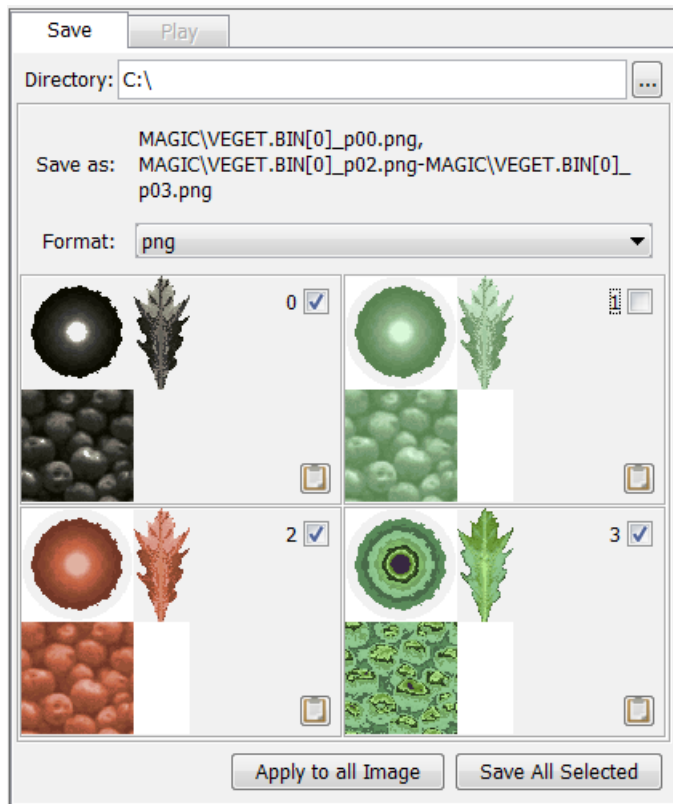 Save Play
Directory: C:\ ...
Save as: MAGIC\VEGET.BIN[0]_p00.png,
MAGIC\VEGET.BIN[0]_p02.png-MAGIC\VEGET.BIN[0]_
p03.png
Format: png
0 1
2 3
Apply to all Image Save All Selected